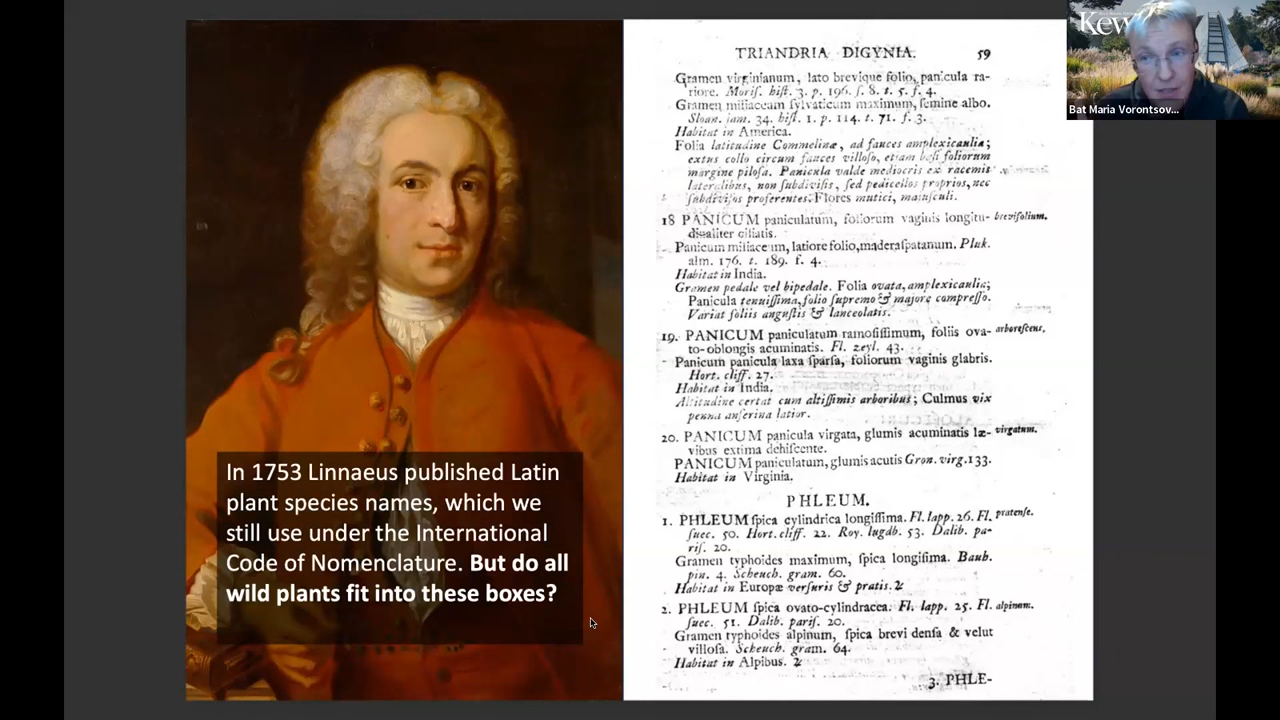 Kew
Bat Maria Vorontsov...
In 1753 Linnaeus published Latin
plant species names, which we
still use under the International
Code of Nomenclature. But do all
wild plants fit into these boxes?
TRIANDRIA DIGYNIA. 59
Gramen virginianum, lato brevique folio, panicula ra-
riore. Moriſ. hiſt. 3. p. 196. ſ. 8. t. 5. f. 4.
Gramen miliaceum ſylvaticum maximum, ſemine albo.
Sloan. jam. 34. hiſt. 1. p. 114. t. 71. f. 3.
Habitat in America.
Folia latitudine Commelinæ, ad fauces amplexicaulia;
extus collo circum fauces villoſo, etiam baſi foliorum
margine piloſa. Panicula valde mediocris ex racemis
lateralibus, non ſubdiviſis, ſed pedicellos proprios, nec
ſubdiviſos proferentes. Flores mutici, majuſculi.
18 PANICUM paniculatum, foliorum vaginis longitu- brevifolium.
dinaliter ciliatis.
Panicum miliaceum, latiore folio, maderaſpatanum. Pluk.
alm. 176. t. 189. f. 4.
Habitat in India.
Gramen pedale vel bipedale. Folia ovata, amplexicaulia;
Panicula tenuiſſima, folio ſupremo & majore compreſſo.
Variat foliis anguſtis & lanceolatis.
19. PANICUM paniculatum ramoſiſſimum, foliis ova- arboreſcens.
to-oblongis acuminatis. Fl. zeyl. 43.
Panicum panicula laxa ſparſa, foliorum vaginis glabris.
Hort. cliff. 27.
Habitat in India.
Altitudine certat cum altiſſimis arboribus; Culmus vix
penna anſerina latior.
20. PANICUM panicula virgata, glumis acuminatis læ- virgatum.
vibus extima dehiſcente.
PANICUM paniculatum, glumis acutis Gron. virg. 133.
Habitat in Virginia.
PHLEUM.
1. PHLEUM ſpica cylindrica longiſſima. Fl. lapp. 26. Fl. pratenſe.
ſuec. 50. Hort. cliff. 22. Roy. lugdb. 53. Dalib. pa-
riſ. 20.
Gramen typhoides maximum, ſpica longiſima. Bauh.
pin. 4. Scheuch. gram. 60.
Habitat in Europæ verſuris & pratis. ♃
2. PHLEUM ſpica ovato-cylindracea. Fl. lapp. 25. Fl. alpinum.
ſuec. 51. Dalib. pariſ. 20.
Gramen typhoides alpinum, ſpica brevi denſa & velut
villoſa. Scheuch. gram. 64.
Habitat in Alpibus. ♃
3. PHLE-